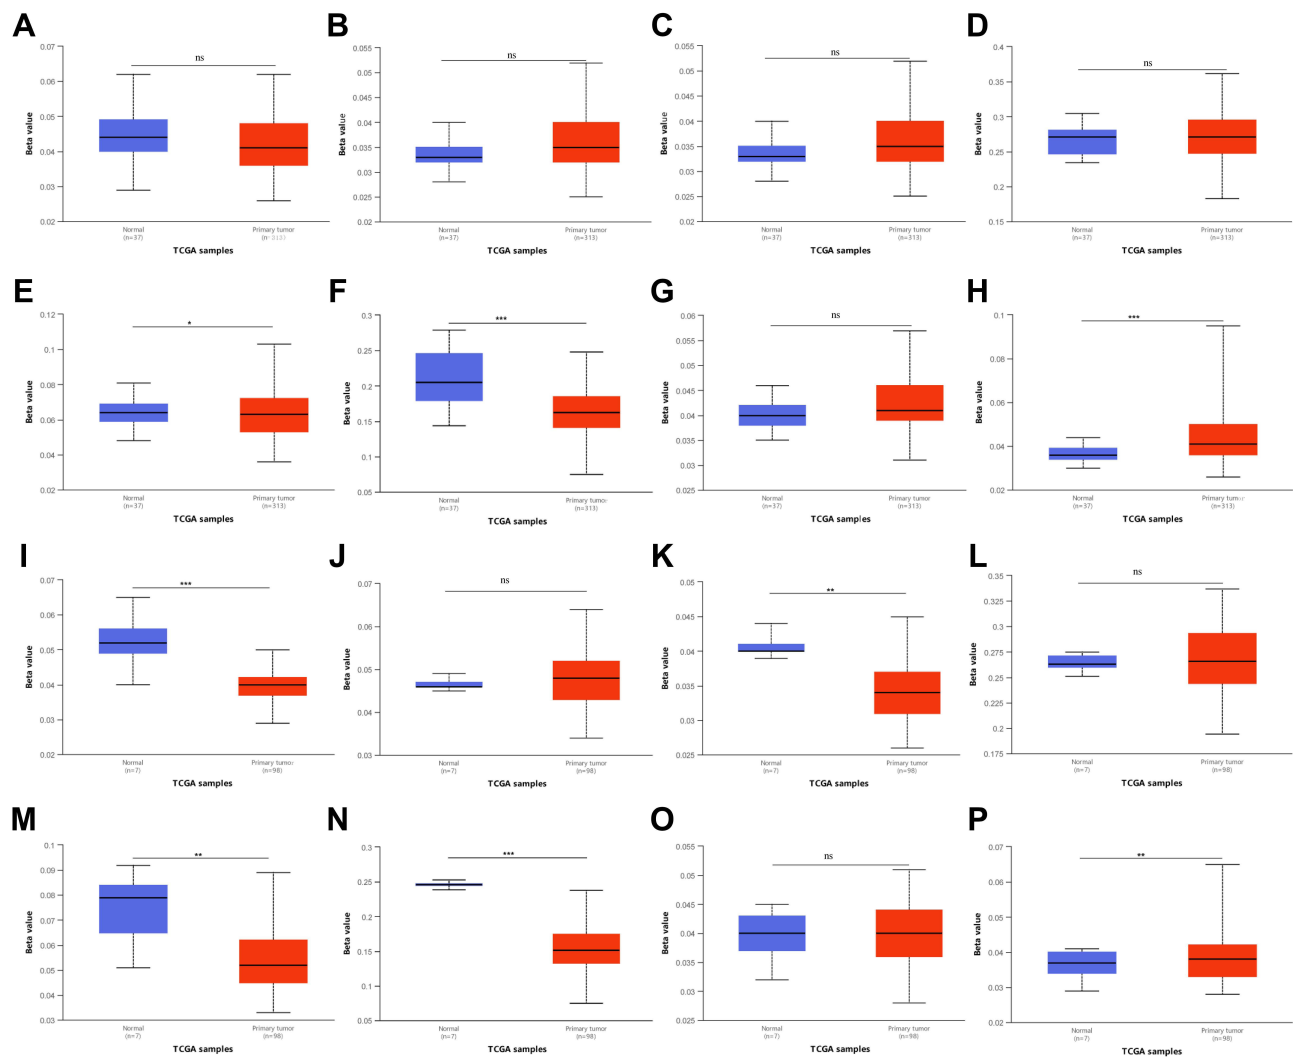 A
B
C
D
0.07
0.06
0.05
0.04
0.03
0.02
Beta value
ns
Normal
(n=37)
Primary tumor
(n=313)
TCGA samples
0.055
0.05
0.045
0.04
0.035
0.03
0.025
0.02
Beta value
ns
Normal
(n=37)
Primary tumor
(n=313)
TCGA samples
0.055
0.05
0.045
0.04
0.035
0.03
0.025
0.02
Beta value
ns
Normal
(n=37)
Primary tumor
(n=313)
TCGA samples
0.4
0.35
0.3
0.25
0.2
0.15
Beta value
ns
Normal
(n=37)
Primary tumor
(n=313)
TCGA samples
E
F
G
H
0.12
0.1
0.08
0.06
0.04
0.02
Beta value
*
Normal
(n=37)
Primary tumor
(n=313)
TCGA samples
0.3
0.25
0.2
0.15
0.1
0.05
Beta value
***
Normal
(n=37)
Primary tumor
(n=313)
TCGA samples
0.06
0.055
0.05
0.045
0.04
0.035
0.03
0.025
Beta value
ns
Normal
(n=37)
Primary tumor
(n=313)
TCGA samples
0.1
0.08
0.06
0.04
0.02
Beta value
***
Normal
(n=37)
Primary tumor
(n=313)
TCGA samples
I
J
K
L
0.07
0.06
0.05
0.04
0.03
0.02
Beta value
***
Normal
(n=7)
Primary tumor
(n=98)
TCGA samples
0.07
0.06
0.05
0.04
0.03
Beta value
ns
Normal
(n=7)
Primary tumor
(n=98)
TCGA samples
0.05
0.045
0.04
0.035
0.03
0.025
Beta value
**
Normal
(n=7)
Primary tumor
(n=98)
TCGA samples
0.35
0.325
0.3
0.275
0.25
0.225
0.2
0.175
Beta value
ns
Normal
(n=7)
Primary tumor
(n=98)
TCGA samples
M
N
O
P
0.1
0.09
0.08
0.07
0.06
0.05
0.04
0.03
Beta value
**
Normal
(n=7)
Primary tumor
(n=98)
TCGA samples
0.3
0.25
0.2
0.15
0.1
0.05
Beta value
***
Normal
(n=7)
Primary tumor
(n=98)
TCGA samples
0.055
0.05
0.045
0.04
0.035
0.03
0.025
Beta value
ns
Normal
(n=7)
Primary tumor
(n=98)
TCGA samples
0.07
0.06
0.05
0.04
0.03
0.02
Beta value
**
Normal
(n=7)
Primary tumor
(n=98)
TCGA samples